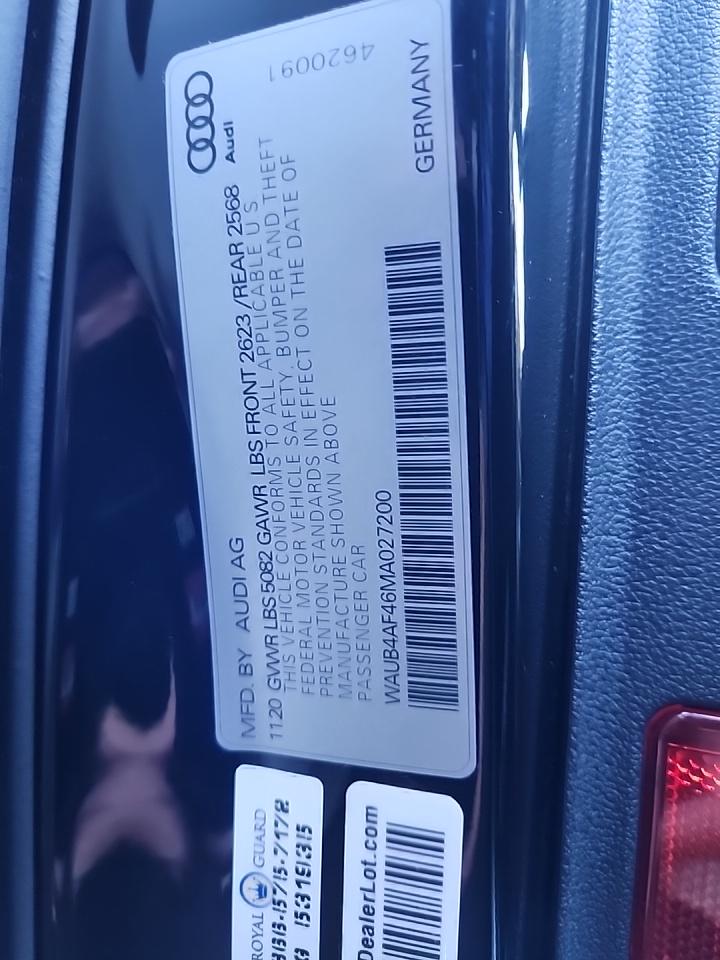 4620091
Audi
MFD. BY AUDI AG
1120 GVWR LBS 5082 GAWR LBS FRONT 2623 /REAR 2568
THIS VEHICLE CONFORMS TO ALL APPLICABLE U S
FEDERAL MOTOR VEHICLE SAFETY, BUMPER AND THEFT
PREVENTION STANDARDS IN EFFECT ON THE DATE OF
MANUFACTURE SHOWN ABOVE
PASSENGER CAR
WAUB4AF46MA027200
GERMANY
ROYAL GUARD
DealerLot.com